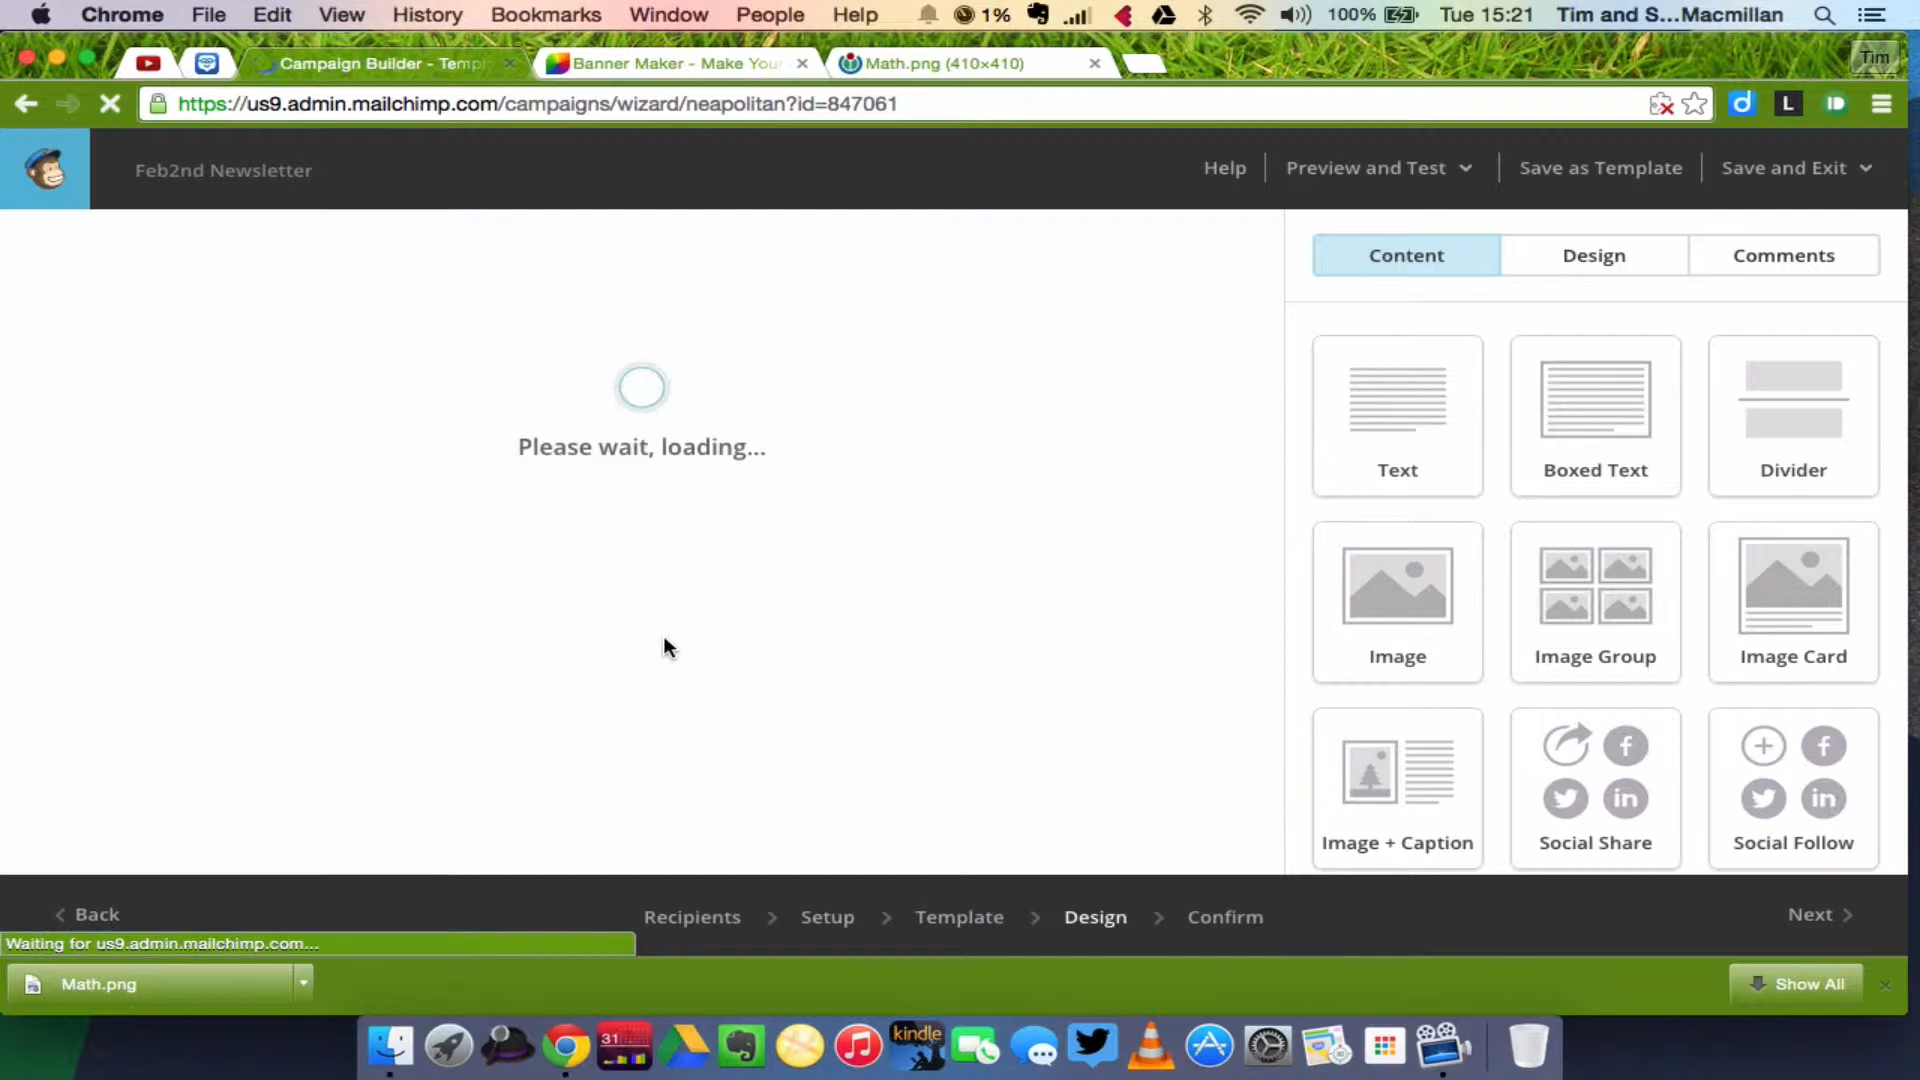 Chrome File Edit View History Bookmarks Window People Help 1% 100% Tue 15:21 Tim and S...Macmillan
Campaign Builder - Templ Banner Maker - Make Your Math.png (410×410) Tim
https://us9.admin.mailchimp.com/campaigns/wizard/neapolitan?id=847061 d L
Feb2nd Newsletter Help Preview and Test Save as Template Save and Exit
Content Design Comments
Please wait, loading...
Text Boxed Text Divider
Image Image Group Image Card
Image + Caption Social Share Social Follow
Back Recipients > Setup > Template > Design > Confirm Next
Waiting for us9.admin.mailchimp.com...
Math.png Show All
31 kindle